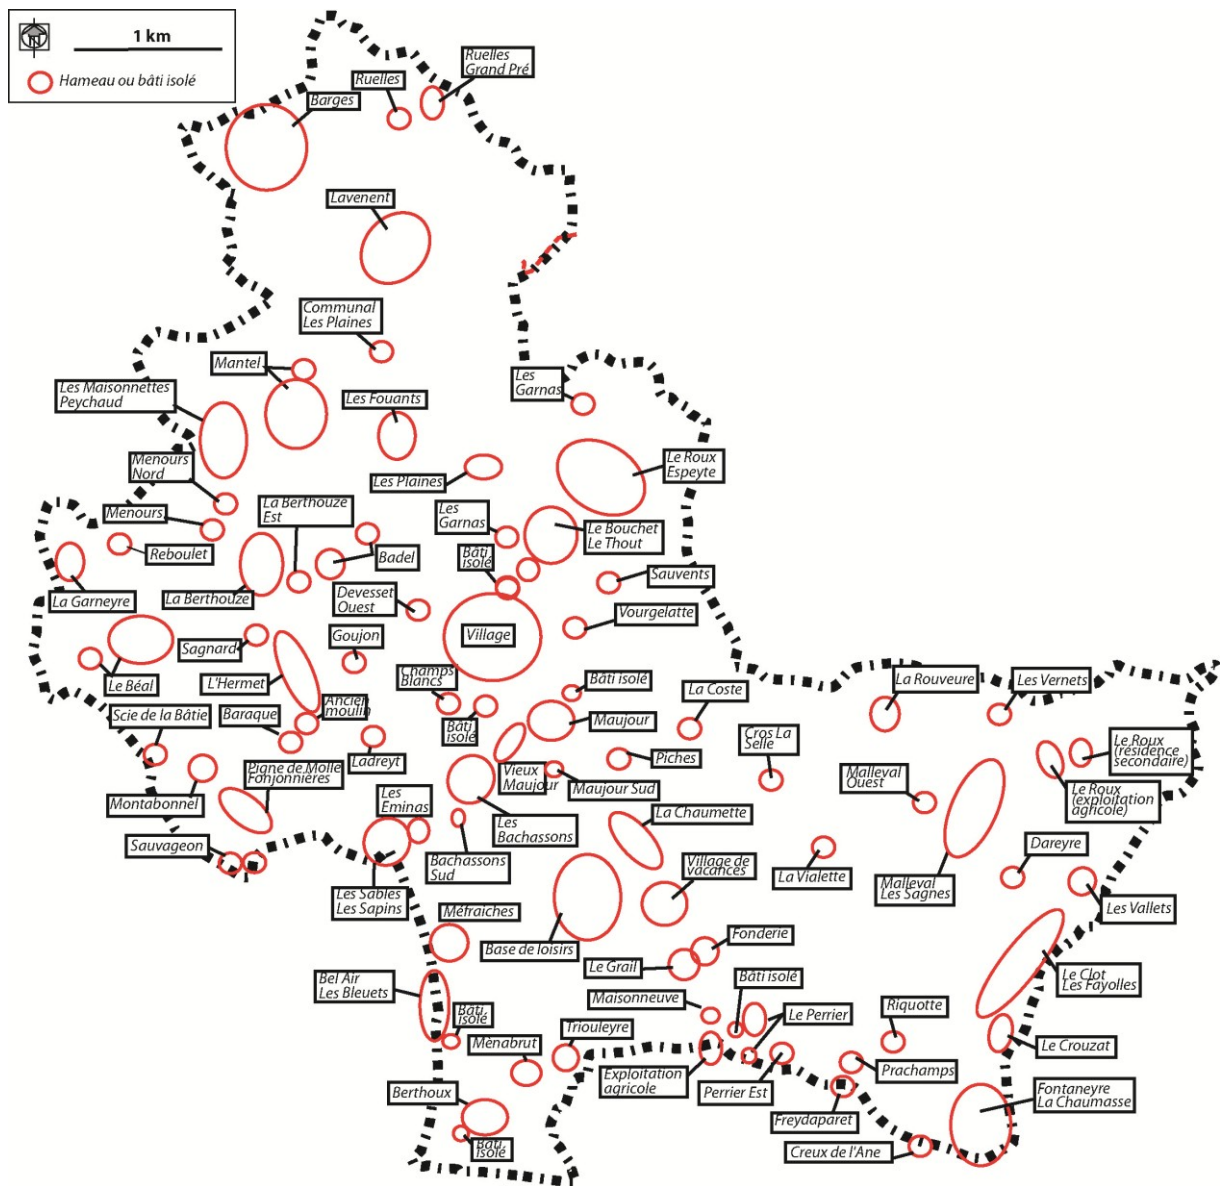 1 km
N
Hameau ou bâti isolé
Ruelles
Grand Pré
Ruelles
Barges
Lavenent
Communal
Les Plaines
Mantel
Les Garnas
Les Maisonnettes
Peychaud
Les Fouants
Menours
Nord
Les Plaines
Le Roux
Espeyte
La Berthouze
Est
Les
Garnas
Menours
Le Bouchet
Le Thout
Reboulet
Badel
Bâti
isolé
Sauvents
La Garneyre
La Berthouze
Devesset
Ouest
Vourgelatte
Sagnard
Goujon
Village
Le Béal
L'Hermet
Champs
Blancs
Bâti isolé
La Rouveure
Les Vernets
Scie de la Bâtie
Baraque
Ancien
moulin
Bâti
isolé
Maujour
La Coste
Ladreyt
Piches
Cros La
Selle
Le Roux
(résidence
secondaire)
Montabonnel
Pigne de Molle
Fonjonnières
Vieux
Maujour
Maujour Sud
Malleval
Ouest
Le Roux
(exploitation
agricole)
Les
Eminas
Les
Bachassons
La Chaumette
Sauvageon
Bachassons
Sud
Village de
vacances
La Vialette
Dareyre
Les Sables
Les Sapins
Malleval
Les Sagnes
Les Vallets
Méfraiches
Base de loisirs
Fonderie
Le Grail
Bel Air
Les Bleuets
Le Clot
Les Fayolles
Maisonneuve
Bâti isolé
Le Perrier
Riquotte
Bâti
isolé
Ménabrut
Triouleyre
Le Crouzat
Exploitation
agricole
Perrier Est
Prachamps
Berthoux
Freydaparet
Fontaneyre
La Chaumasse
Bâti
isolé
Creux de l'Ane